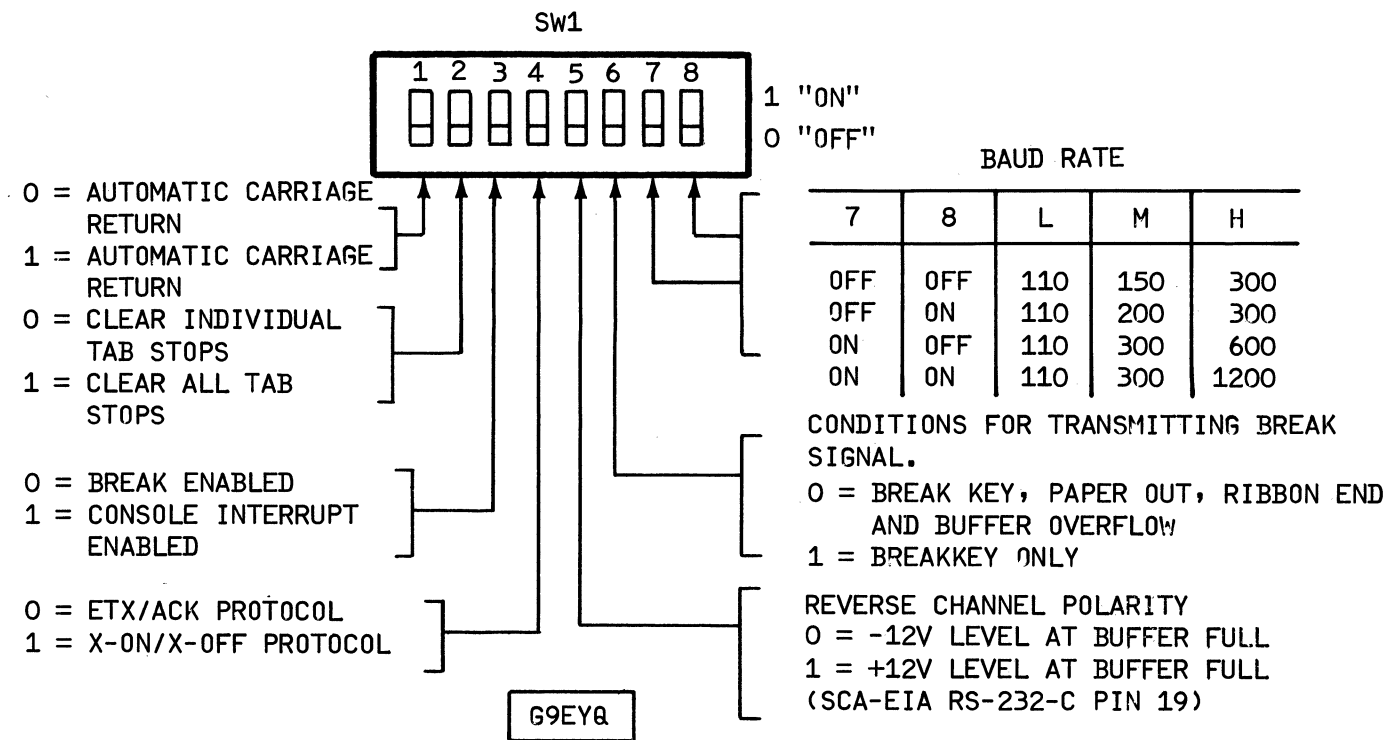 SW1
1 2 3 4 5 6 7 8
1 "ON"
0 "OFF"
0 = AUTOMATIC CARRIAGE
RETURN
1 = AUTOMATIC CARRIAGE
RETURN
0 = CLEAR INDIVIDUAL
TAB STOPS
1 = CLEAR ALL TAB
STOPS
0 = BREAK ENABLED
1 = CONSOLE INTERRUPT
ENABLED
0 = ETX/ACK PROTOCOL
1 = X-ON/X-OFF PROTOCOL
BAUD RATE
7 8 L M H
OFF OFF 110 150 300
OFF ON 110 200 300
ON OFF 110 300 600
ON ON 110 300 1200
CONDITIONS FOR TRANSMITTING BREAK
SIGNAL.
0 = BREAK KEY, PAPER OUT, RIBBON END
AND BUFFER OVERFLOW
1 = BREAKKEY ONLY
REVERSE CHANNEL POLARITY
0 = -12V LEVEL AT BUFFER FULL
1 = +12V LEVEL AT BUFFER FULL
(SCA-EIA RS-232-C PIN 19)
G9EYQ